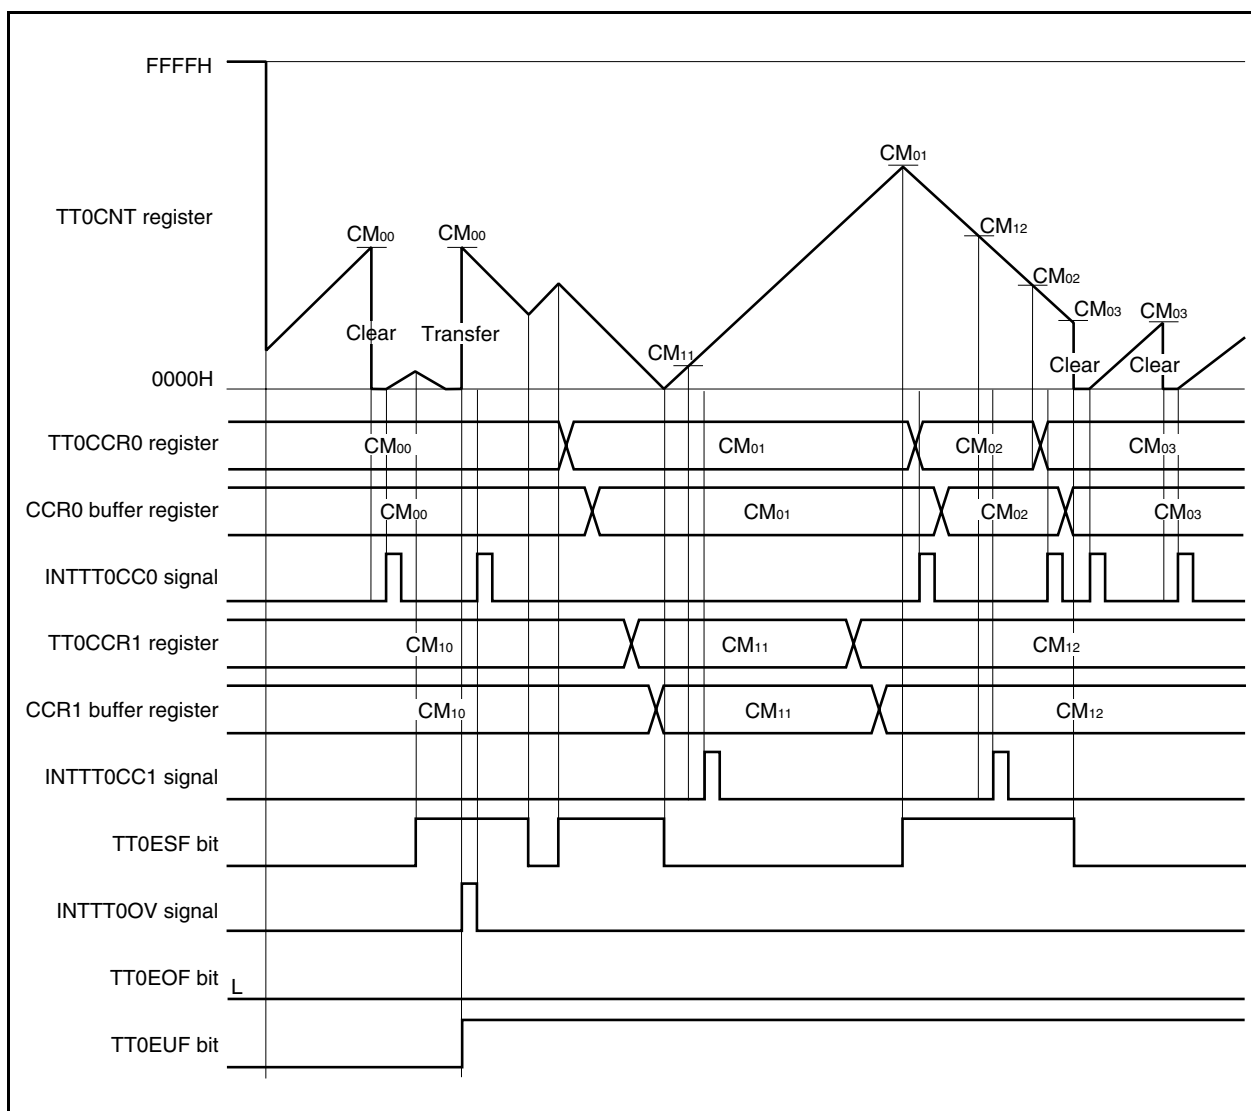 FFFFH
CM01
TT0CNT register
CM00
CM00
CM12
CM02
CM03
CM03
Clear
Transfer
CM11
Clear
Clear
0000H
TT0CCR0 register
CM00
CM01
CM02
CM03
CCR0 buffer register
CM00
CM01
CM02
CM03
INTTT0CC0 signal
TT0CCR1 register
CM10
CM11
CM12
CCR1 buffer register
CM10
CM11
CM12
INTTT0CC1 signal
TT0ESF bit
INTTT0OV signal
TT0EOF bit
L
TT0EUF bit